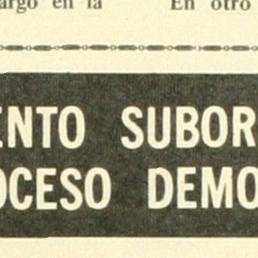 argo en la En otro
ENTO SUBOR
OCESO DEMO